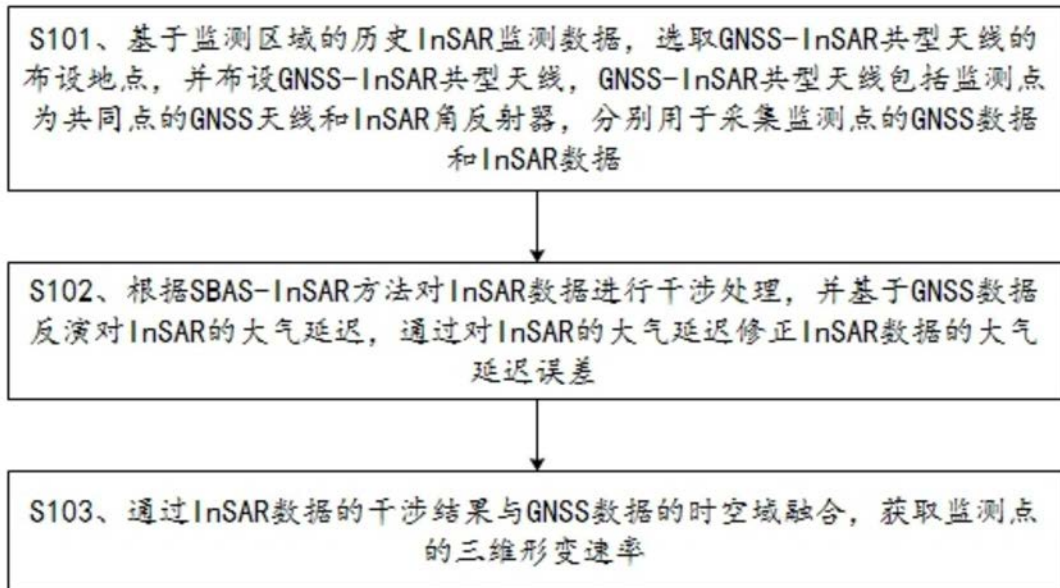 S101、基于监测区域的历史InSAR监测数据，选取GNSS-InSAR共型天线的
布设地点，并布设GNSS-InSAR共型天线，GNSS-InSAR共型天线包括监测点
为共同点的GNSS天线和InSAR角反射器，分别用于采集监测点的GNSS数据
和InSAR数据
S102、根据SBAS-InSAR方法对InSAR数据进行干涉处理，并基于GNSS数据
反演对InSAR的大气延迟，通过对InSAR的大气延迟修正InSAR数据的大气
延迟误差
S103、通过InSAR数据的干涉结果与GNSS数据的时空域融合，获取监测点
的三维形变速率